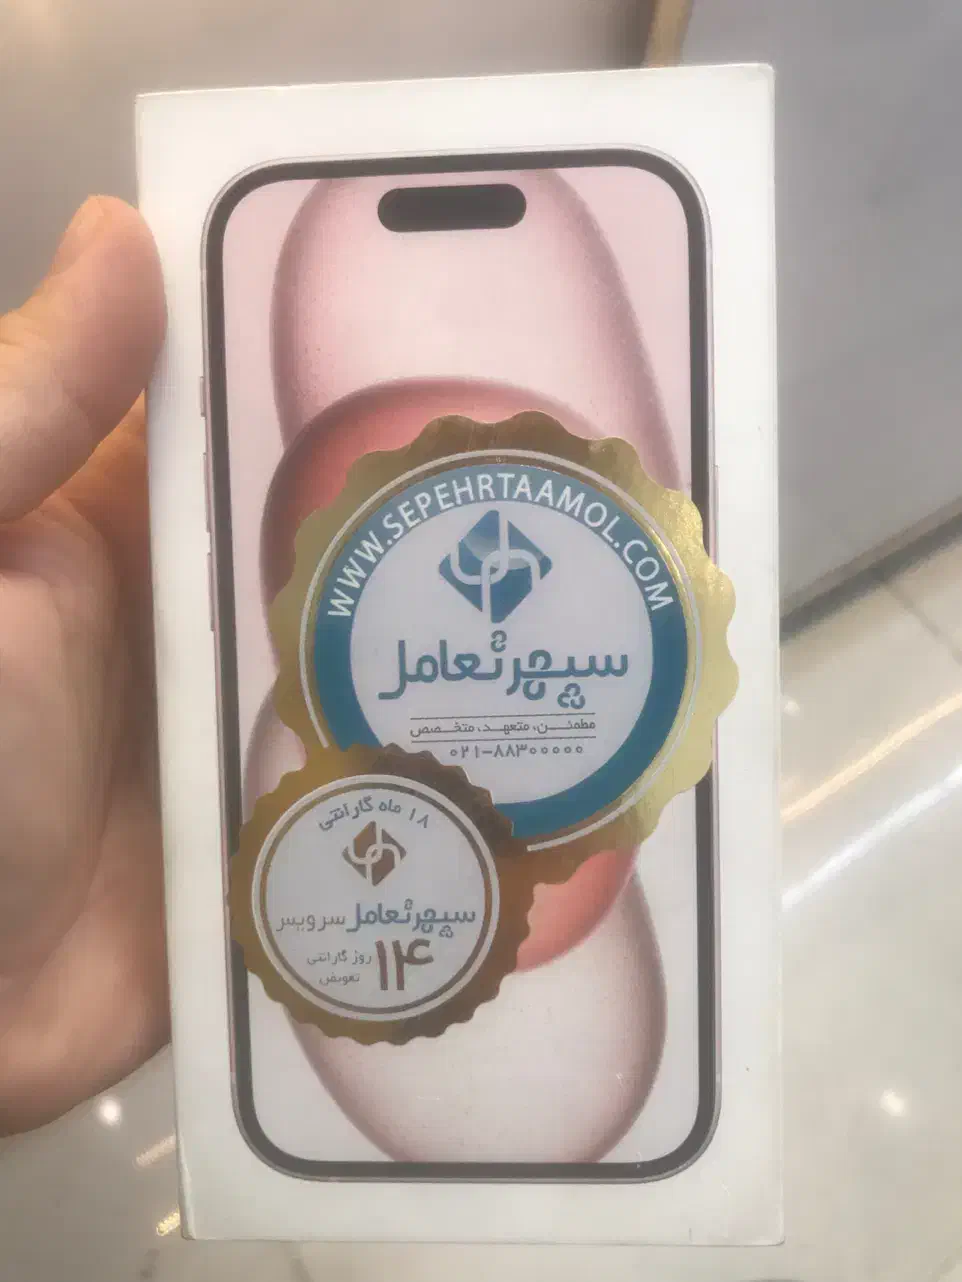 WWW.SEPEHRTAAMOL.COM
سپهر تعامل
مطمئن، متعهد، متخصص
۰۲۱-۸۸۳۰۰۰۰۰
۱۸ ماه گارانتی
سپهر تعامل سرویس
۱۴ روز گارانتی
تعویض